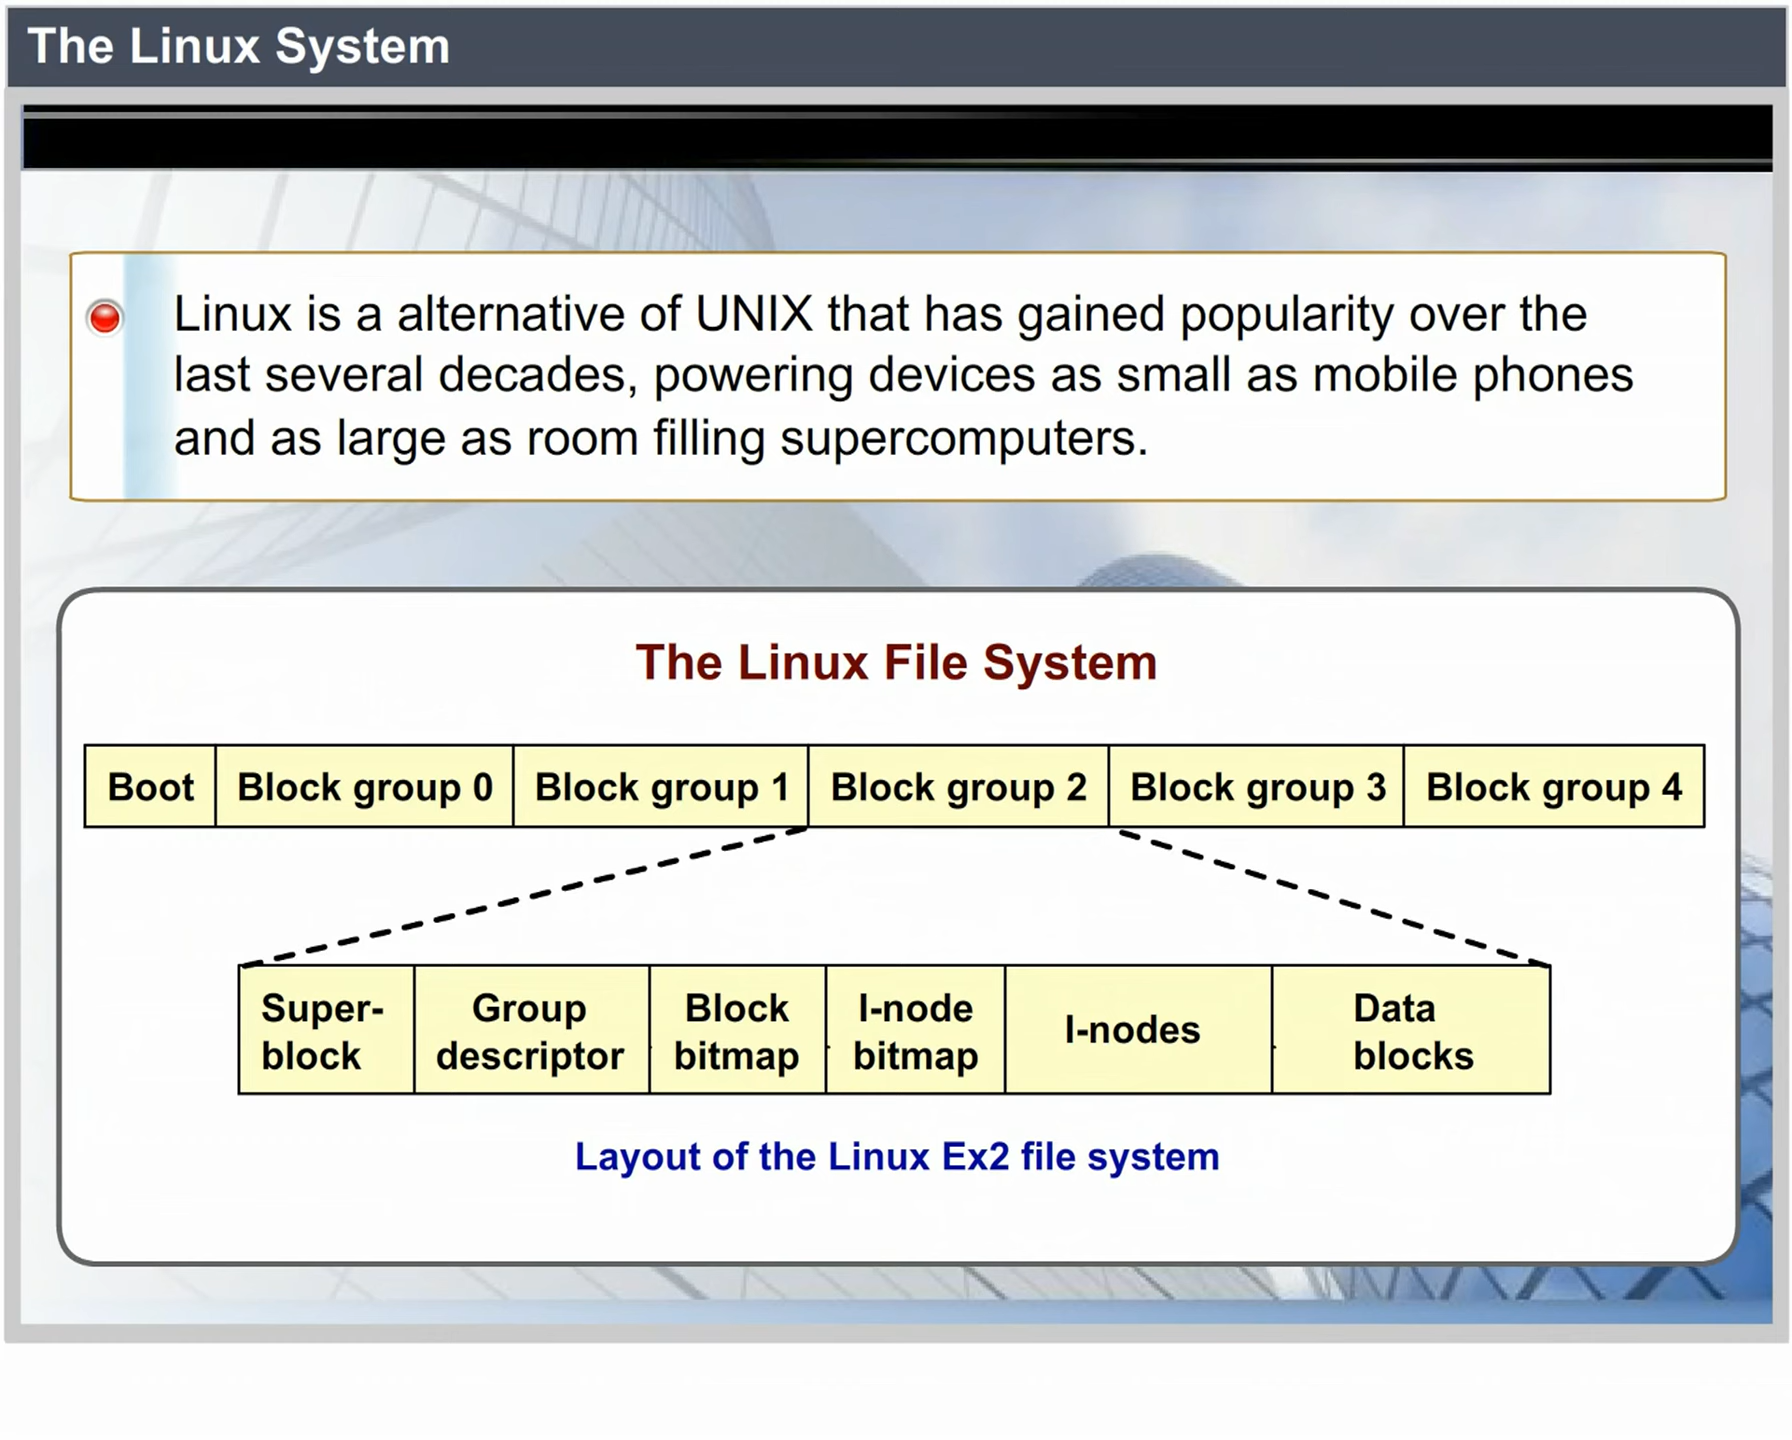 The Linux System
Linux is a alternative of UNIX that has gained popularity over the
last several decades, powering devices as small as mobile phones
and as large as room filling supercomputers.
The Linux File System
Boot Block group 0 Block group 1 Block group 2 Block group 3 Block group 4
Super- Group Block I-node I-nodes Data
block descriptor bitmap bitmap blocks
Layout of the Linux Ex2 file system